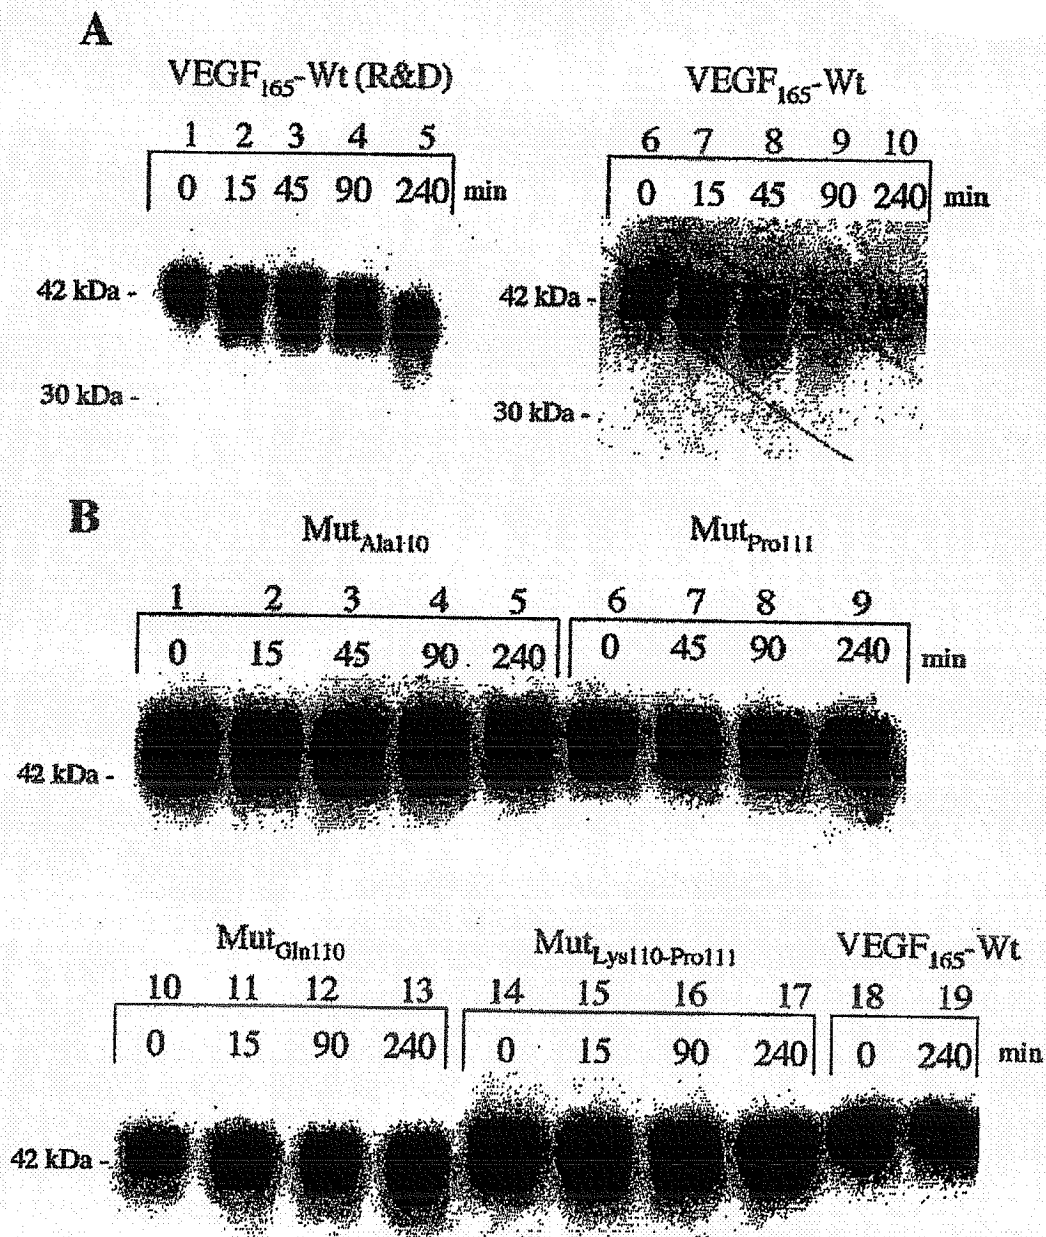 A
VEGF165-Wt (R&D)
VEGF165-Wt
1 2 3 4 5
6 7 8 9 10
0 15 45 90 240 min
0 15 45 90 240 min
42 kDa -
42 kDa -
30 kDa -
30 kDa -
B
MutAla110
MutPro111
1 2 3 4 5 6 7 8 9
0 15 45 90 240 0 45 90 240 min
42 kDa -
MutGln110
MutLys110-Pro111
VEGF165-Wt
10 11 12 13 14 15 16 17 18 19
0 15 90 240 0 15 90 240 0 240 min
42 kDa -